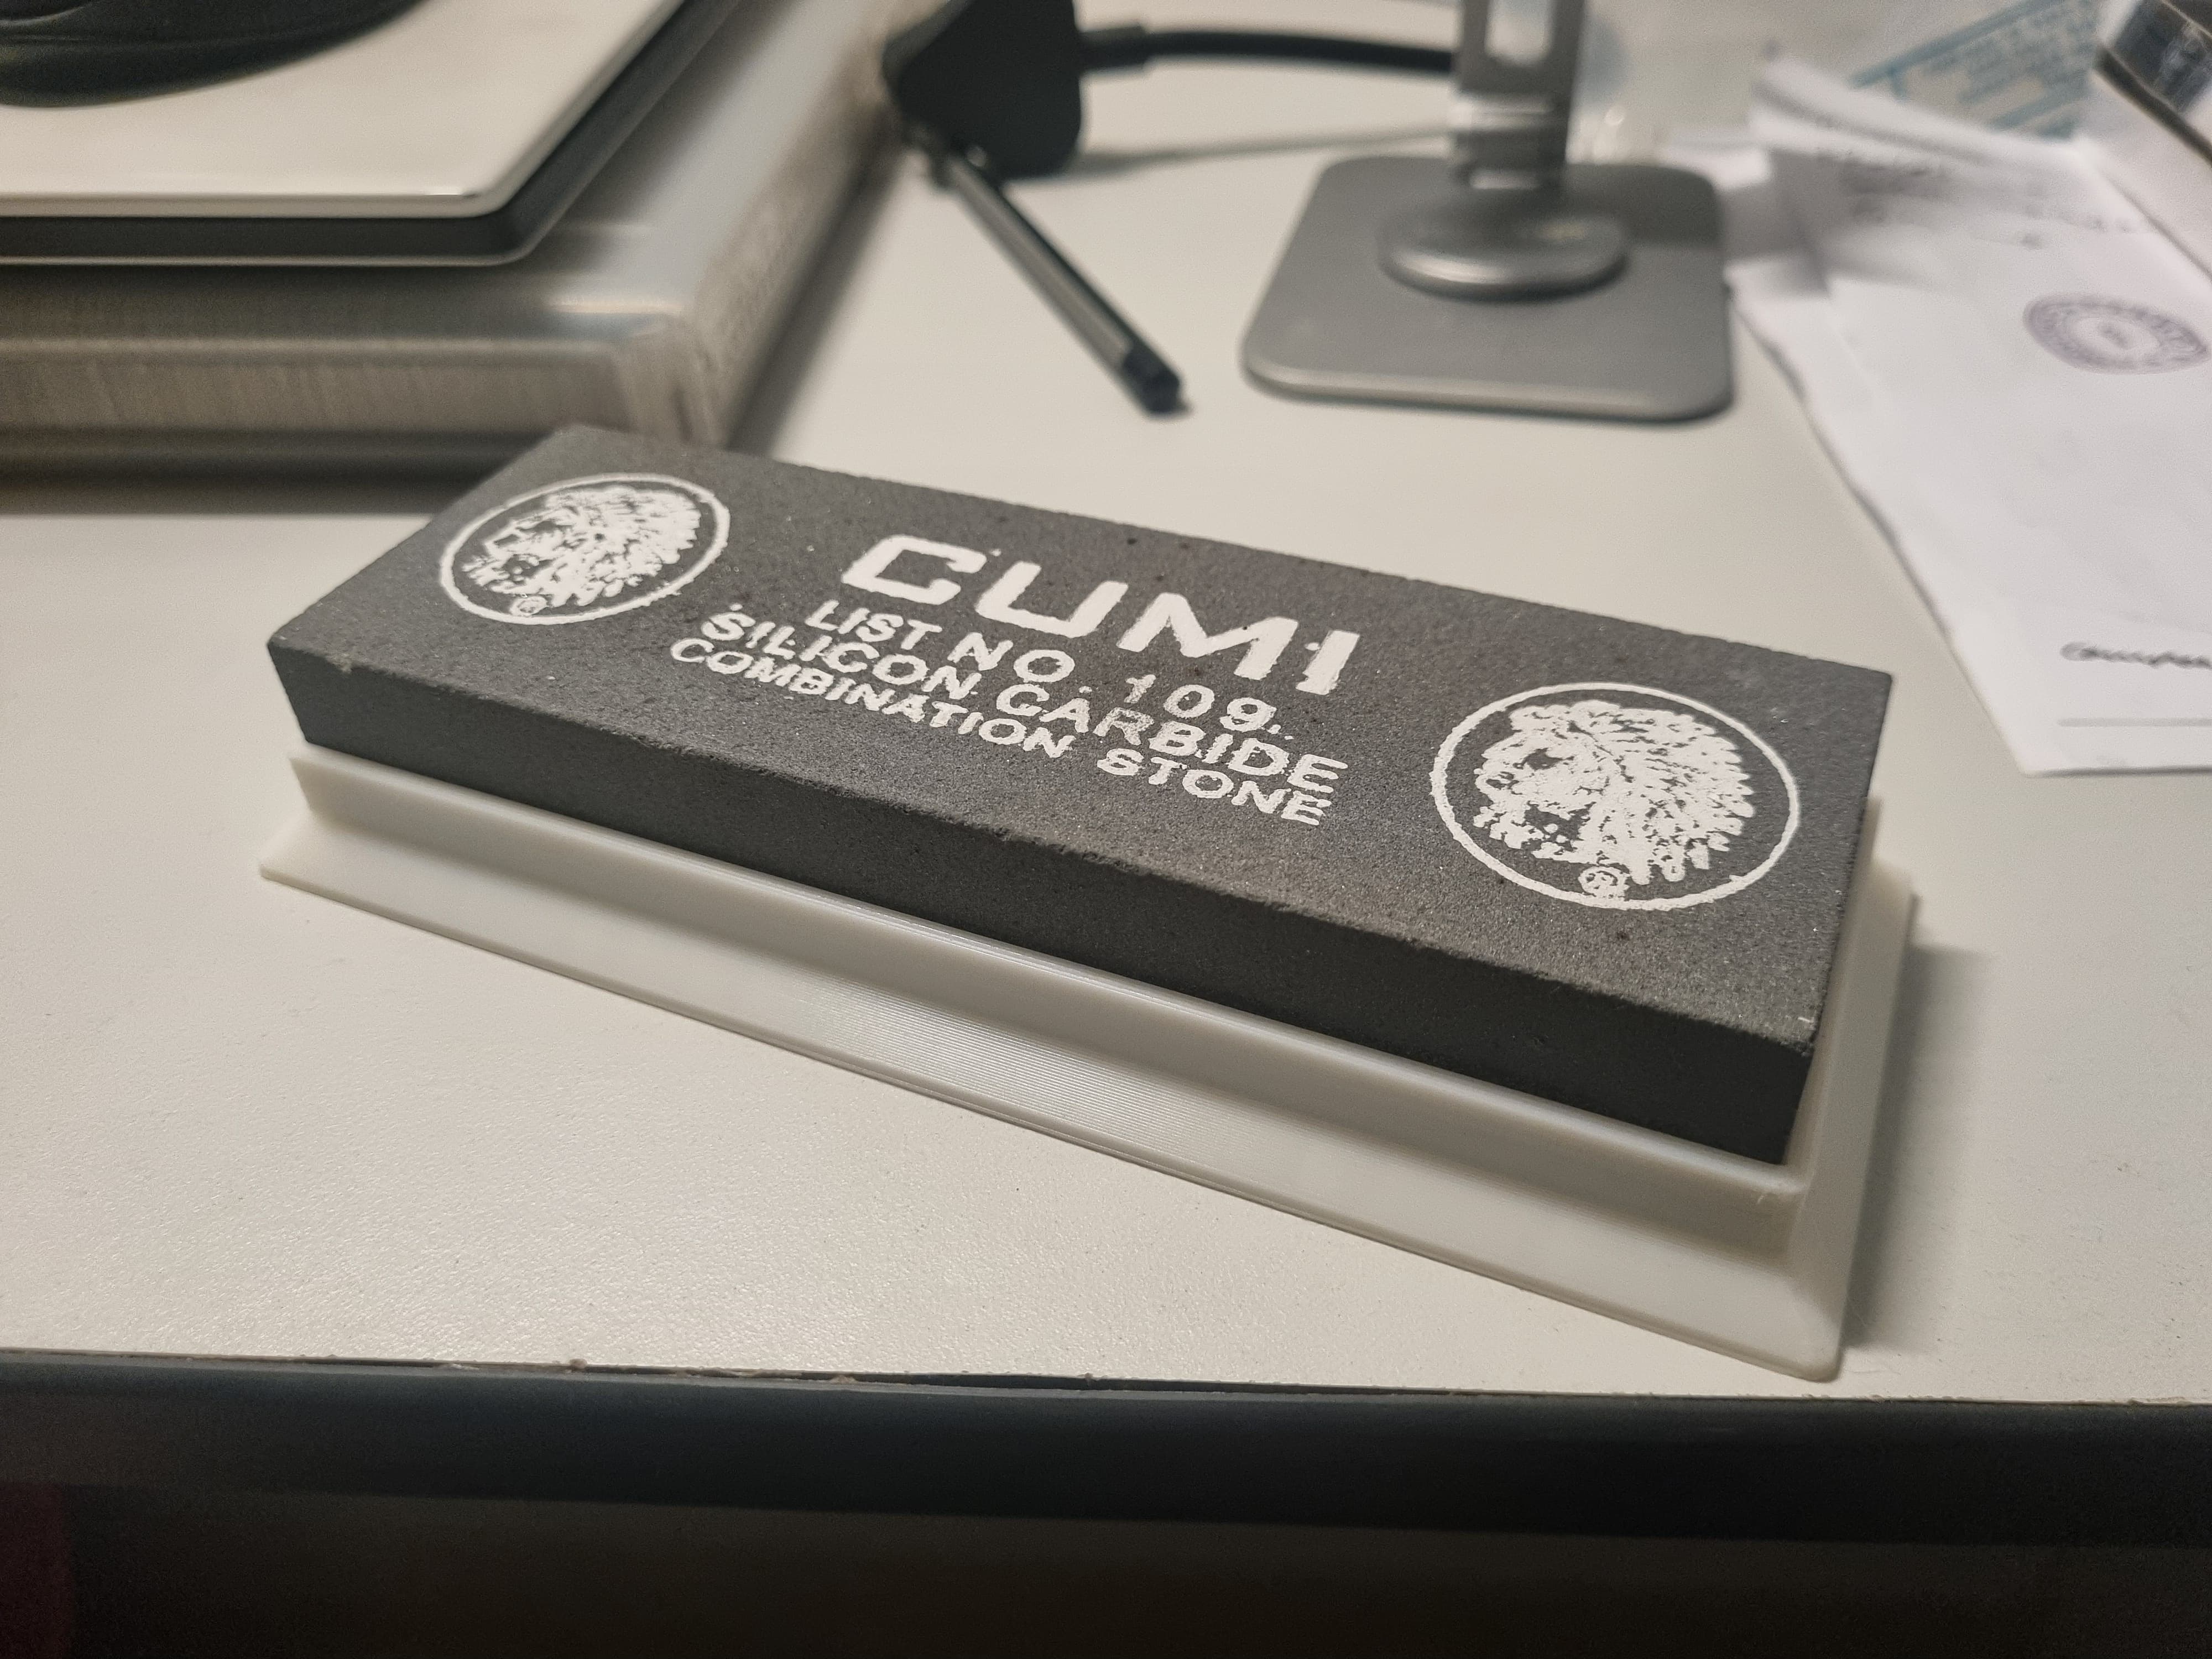 CUMI
LIST NO. 109.
SILICON CARBIDE
COMBINATION STONE
®
®